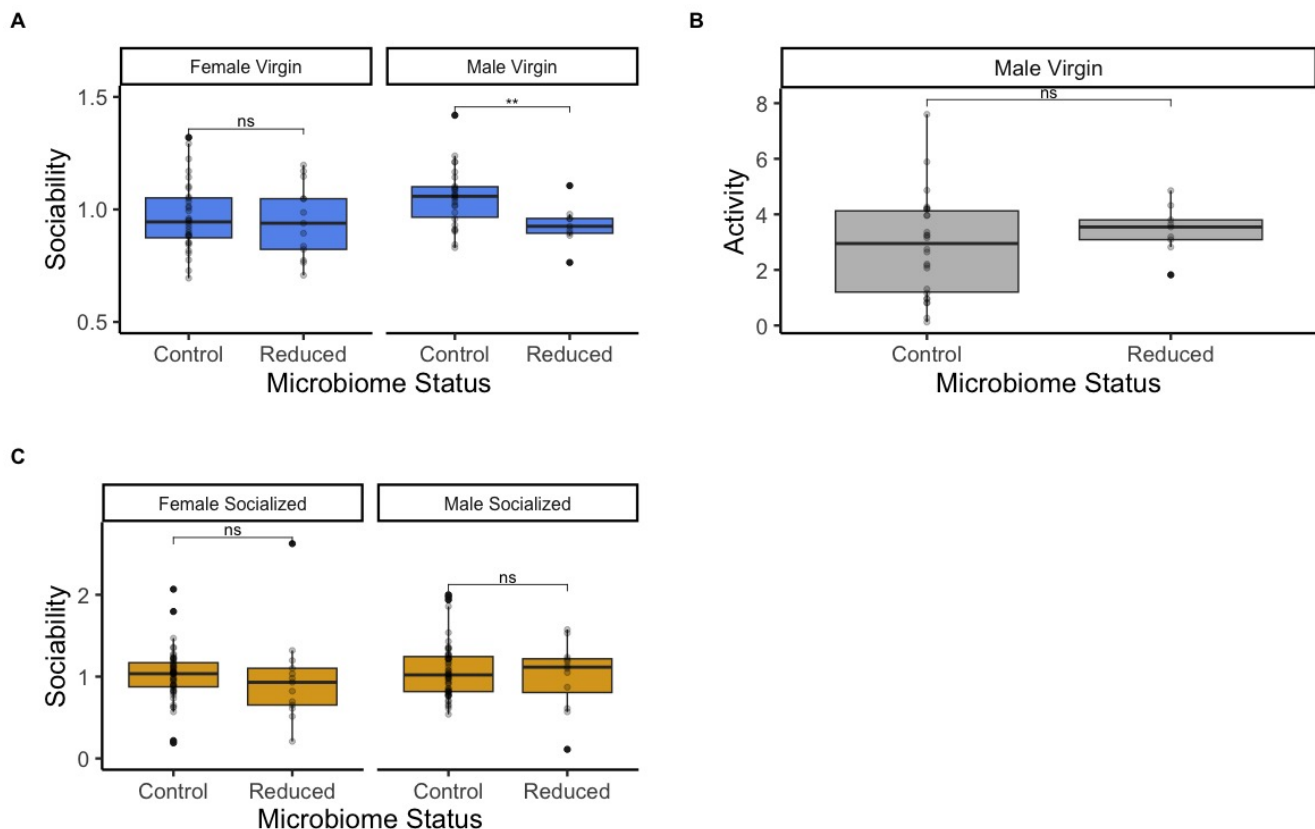 A
Female Virgin Male Virgin
1.5
**
ns
1.0
0.5
Sociability
Control Reduced Control Reduced
Microbiome Status
B
Male Virgin
ns
8
6
4
2
0
Activity
Control Reduced
Microbiome Status
C
Female Socialized Male Socialized
ns
ns
2
1
0
Sociability
Control Reduced Control Reduced
Microbiome Status